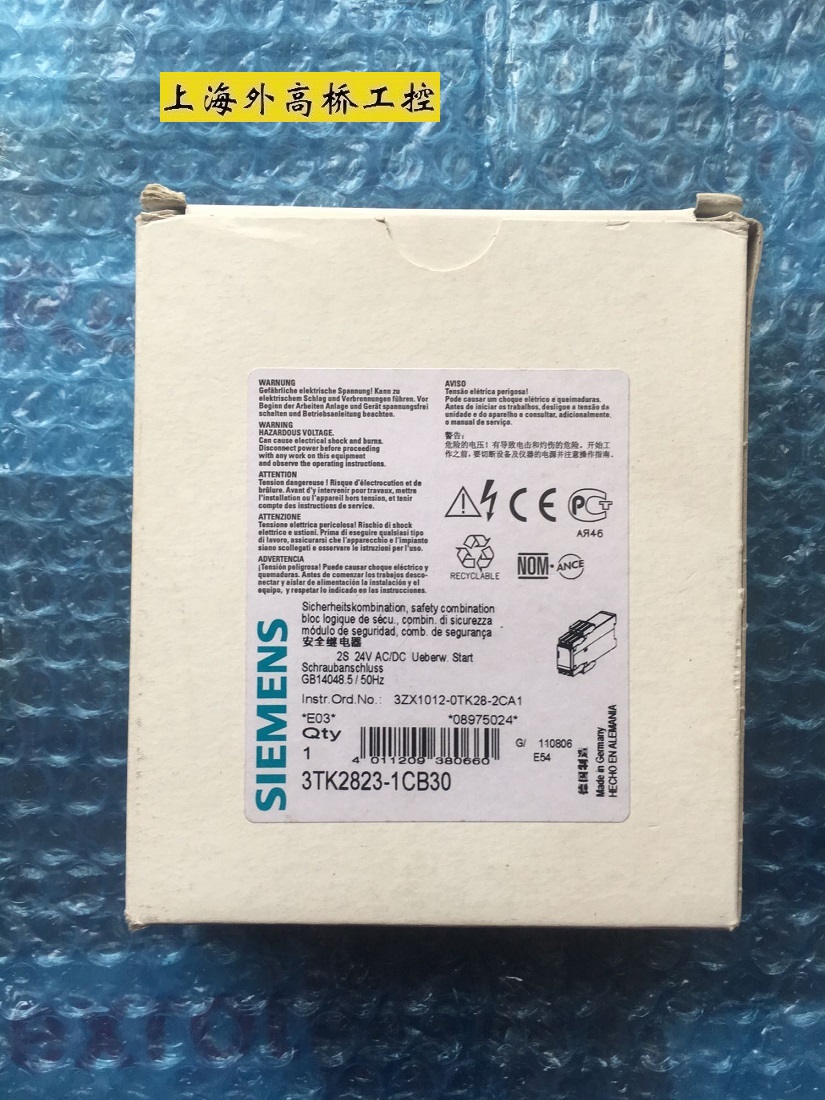 上海外高桥工控
WARNUNG
Gefährliche elektrische Spannung! Kann zu
elektrischem Schlag und Verbrennungen führen. Vor
Beginn der Arbeiten Anlage und Gerät spannungsfrei
schalten und Betriebsanleitung beachten.
WARNING
HAZARDOUS VOLTAGE.
Can cause electrical shock and burns.
Disconnect power before proceeding
with any work on this equipment
and observe the operating instructions.
ATTENTION
Tension dangereuse ! Risque d'électrocution et de
brûlure. Avant d'y intervenir pour travaux, mettre
l'installation ou l'appareil hors tension, et tenir
compte des instructions de service.
ATTENZIONE
Tensione elettrica pericolosa! Rischio di shock
elettrico e ustioni. Prima di eseguire qualsiasi tipo
di lavoro, assicurarsi che l'apparecchio e l'impianto
siano scollegati e osservare le istruzioni per l'uso.
ADVERTENCIA
¡Tensión peligrosa! Puede causar choque eléctrico y
quemaduras. Antes de comenzar los trabajos desco-
nectar y aislar de alimentación la instalación y el
equipo, y respetar lo indicado en las instrucciones.
AVISO
Tensão elétrica perigosa!
Pode causar um choque elétrico e queimaduras.
Antes de iniciar os trabalhos, desligue a tensão da
unidade e do aparelho e consultar, adicionalmente,
o manual de serviço.
警告:
危险的电压! 有导致电击和灼伤的危险。开始工
作之前,要切断设备及仪器的电源并注意操作指南。
CE
РСТ
АЯ46
RECYCLABLE
NOM-ANCE
SIEMENS
Sicherheitskombination, safety combination
bloc logique de sécu., combin. di sicurezza
módulo de seguridad, comb. de segurança
安全继电器
2S 24V AC/DC Ueberw. Start
Schraubanschluss
GB14048.5 / 50Hz
Instr.Ord.No.: 3ZX1012-0TK28-2CA1
*E03* *08975024*
Qty
1
4 011209 380660
G/ 110806
E54
3TK2823-1CB30
德国制造
Made in Germany
HECHO EN ALEMANIA